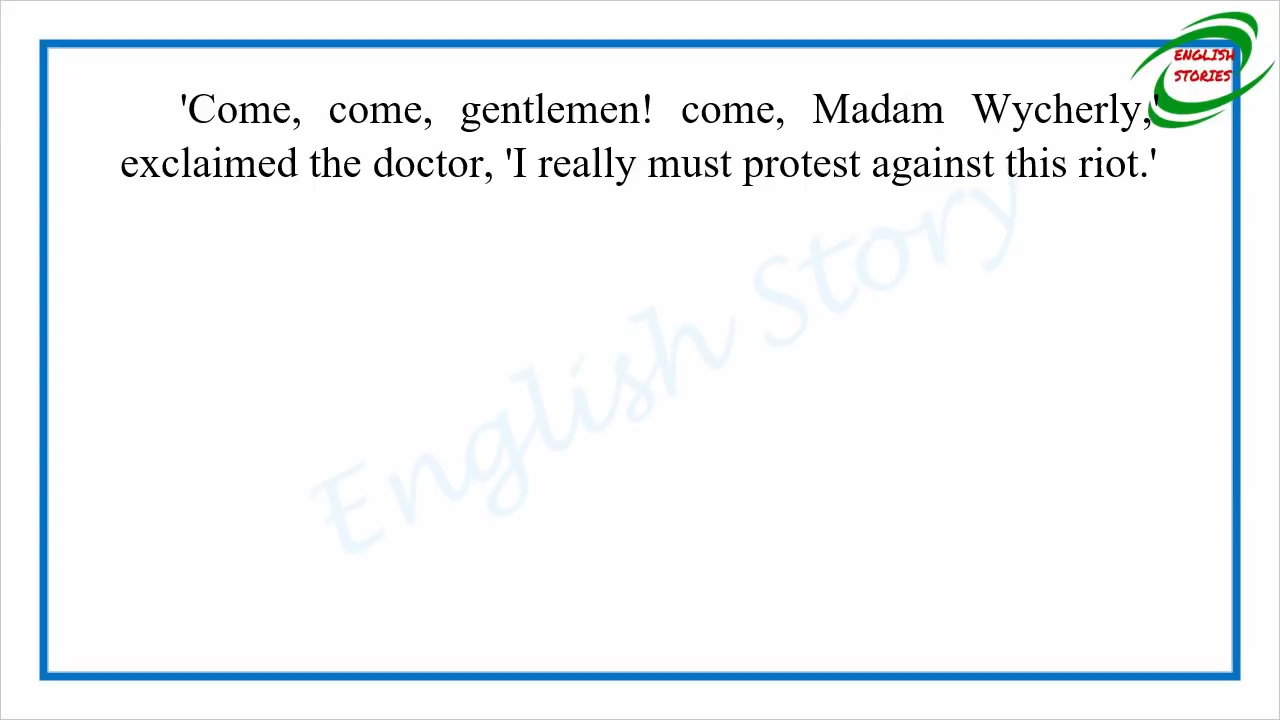 ENGLISH
STORIES
'Come, come, gentlemen! come, Madam Wycherly,'
exclaimed the doctor, 'I really must protest against this riot.'
English Story